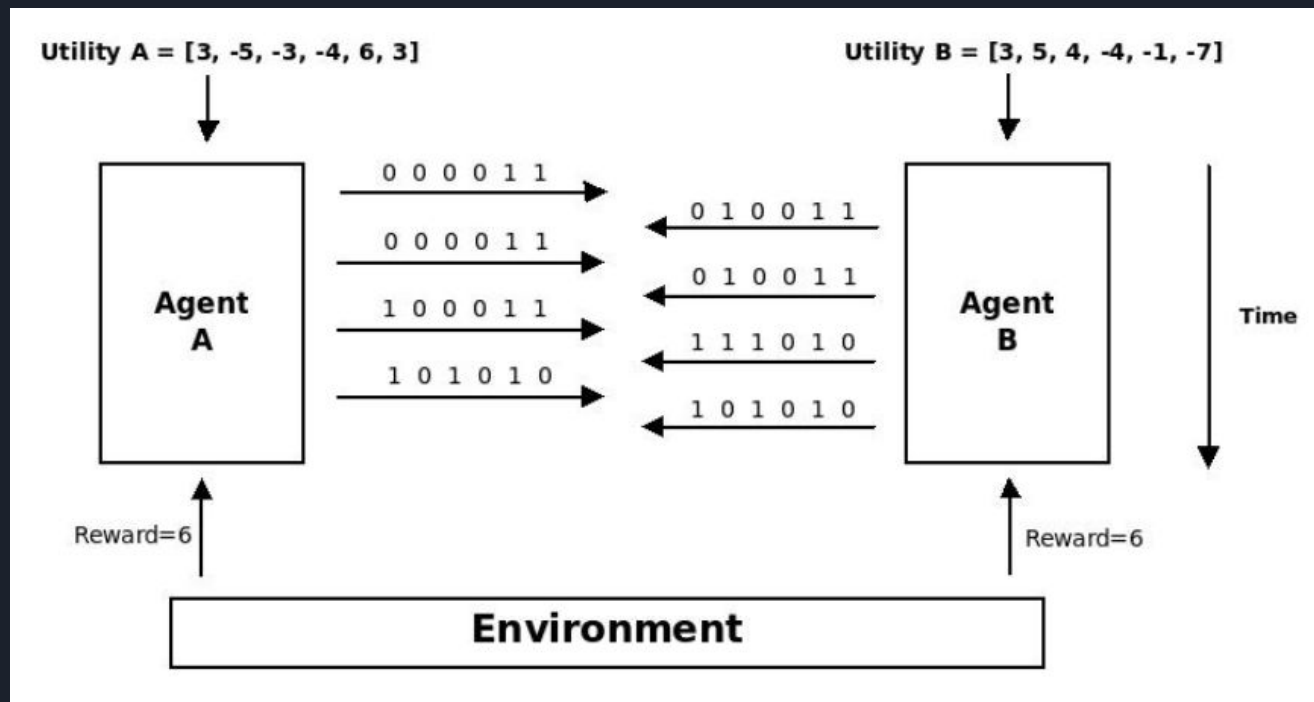 Utility A = [3, -5, -3, -4, 6, 3]
Utility B = [3, 5, 4, -4, -1, -7]
0 0 0 0 1 1
0 1 0 0 1 1
0 0 0 0 1 1
0 1 0 0 1 1
1 0 0 0 1 1
1 1 1 0 1 0
1 0 1 0 1 0
1 0 1 0 1 0
Agent
A
Agent
B
Time
Reward=6
Reward=6
Environment